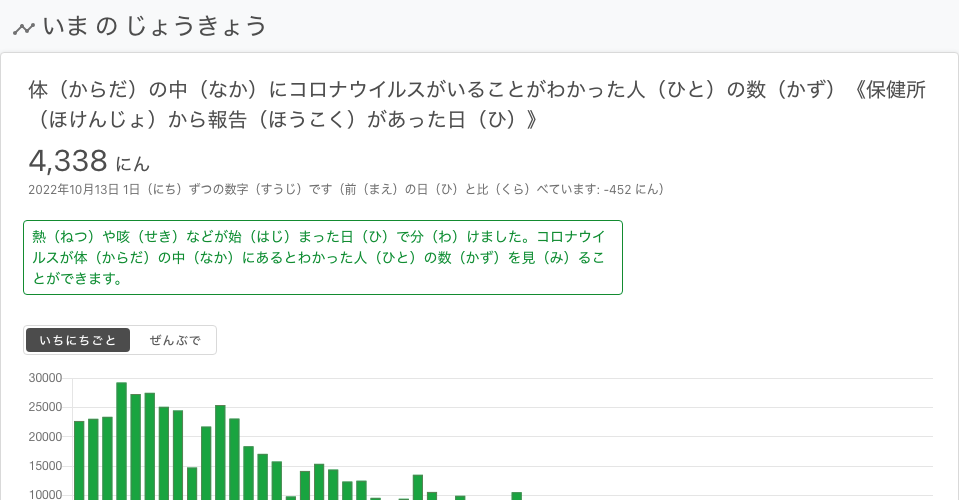 いま の じょうきょう
体（からだ）の中（なか）にコロナウイルスがいることがわかった人（ひと）の数（かず）《保健所
（ほけんじょ）から報告（ほうこく）があった日（ひ）》
4,338 にん
2022年10月13日 1日（にち）ずつの数字（すうじ）です（前（まえ）の日（ひ）と比（くら）べています: -452 にん）
熱（ねつ）や咳（せき）などが始（はじ）まった日（ひ）で分（わ）けました。コロナウイ
ルスが体（からだ）の中（なか）にあるとわかった人（ひと）の数（かず）を見（み）るこ
とができます。
いちにちごと ぜんぶで
30000
25000
20000
15000
10000